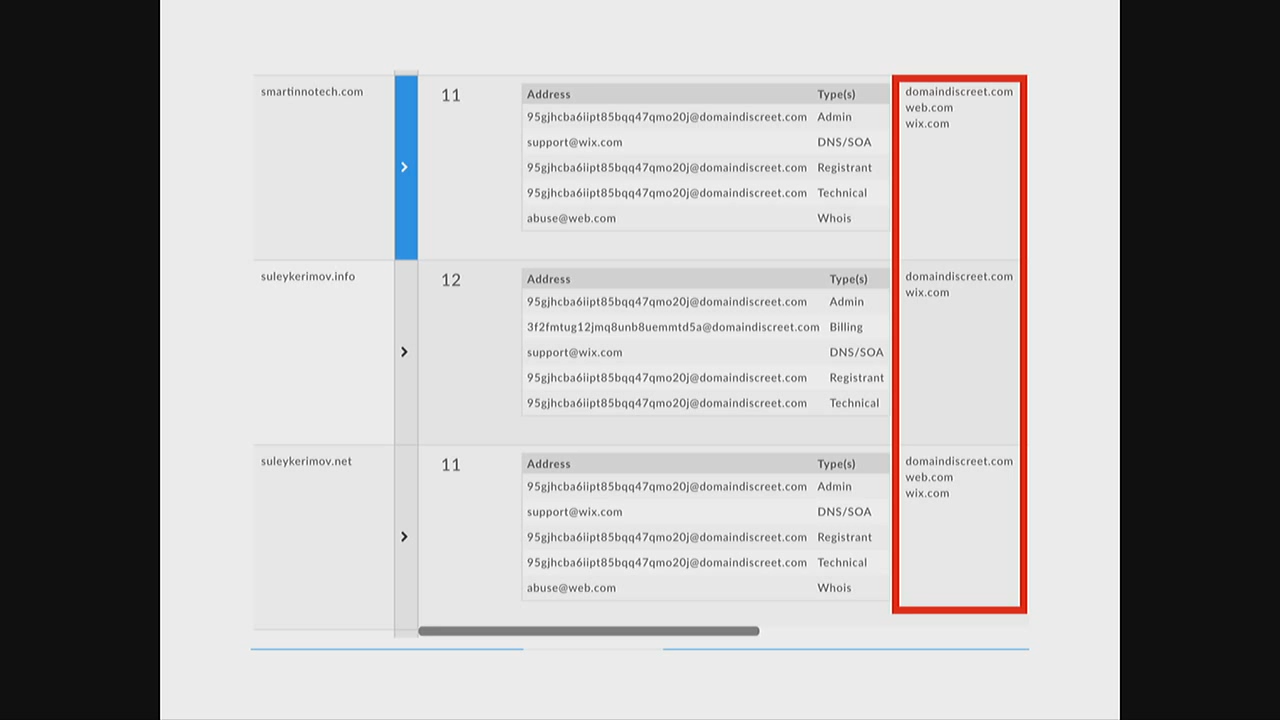 smartinnotech.com 11 Address Type(s) domaindiscreet.com
web.com
95gjhcba6iipt85bqq47qmo20j@domaindiscreet.com Admin wix.com
support@wix.com DNS/SOA
95gjhcba6iipt85bqq47qmo20j@domaindiscreet.com Registrant
95gjhcba6iipt85bqq47qmo20j@domaindiscreet.com Technical
abuse@web.com Whois
suleykerimov.info 12 Address Type(s) domaindiscreet.com
wix.com
95gjhcba6iipt85bqq47qmo20j@domaindiscreet.com Admin
3f2fmtug12jmq8unb8uemmtd5a@domaindiscreet.com Billing
support@wix.com DNS/SOA
95gjhcba6iipt85bqq47qmo20j@domaindiscreet.com Registrant
95gjhcba6iipt85bqq47qmo20j@domaindiscreet.com Technical
suleykerimov.net 11 Address Type(s) domaindiscreet.com
web.com
95gjhcba6iipt85bqq47qmo20j@domaindiscreet.com Admin wix.com
support@wix.com DNS/SOA
95gjhcba6iipt85bqq47qmo20j@domaindiscreet.com Registrant
95gjhcba6iipt85bqq47qmo20j@domaindiscreet.com Technical
abuse@web.com Whois